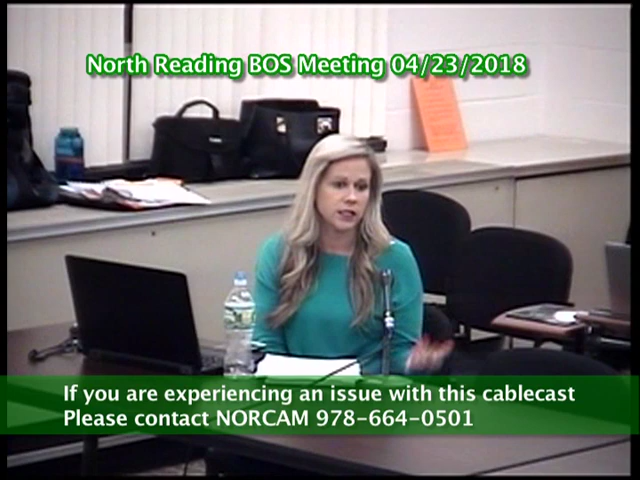 North Reading BOS Meeting 04/23/2018
If you are experiencing an issue with this cablecast
Please contact NORCAM 978-664-0501